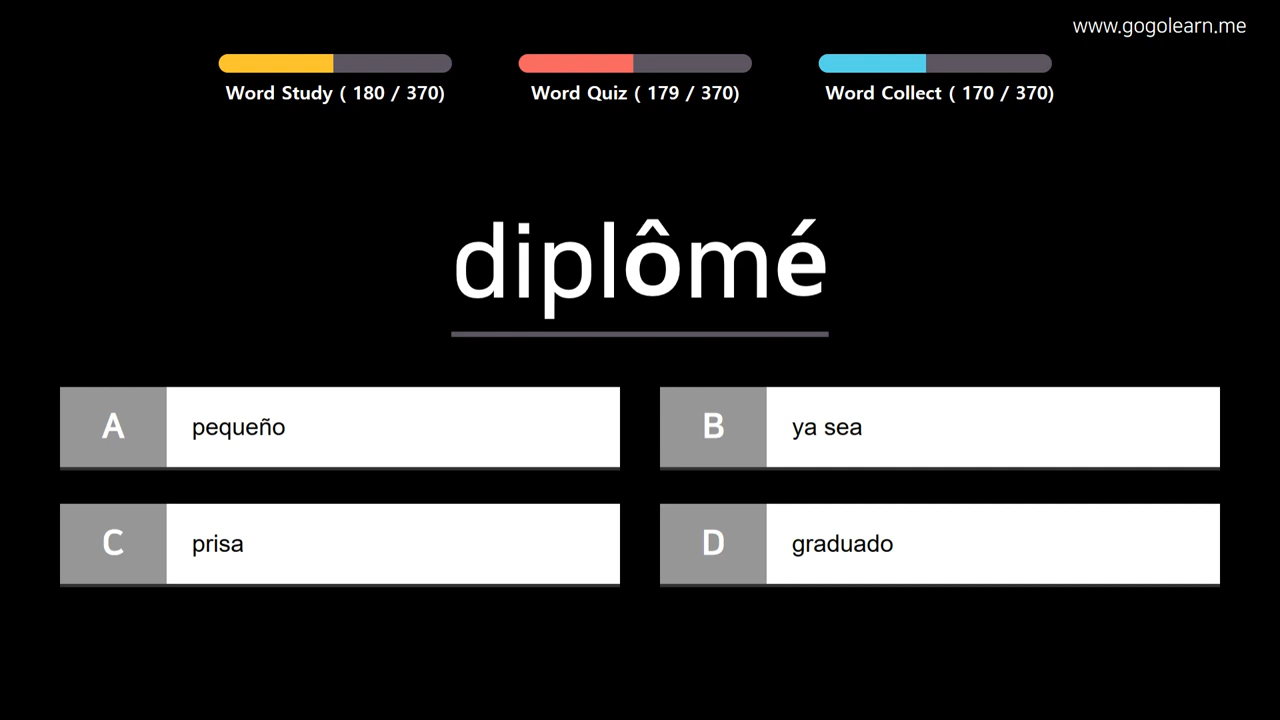 www.gogolearn.me
Word Study ( 180 / 370)
Word Quiz ( 179 / 370)
Word Collect ( 170 / 370)
diplômé
A pequeño
B ya sea
C prisa
D graduado